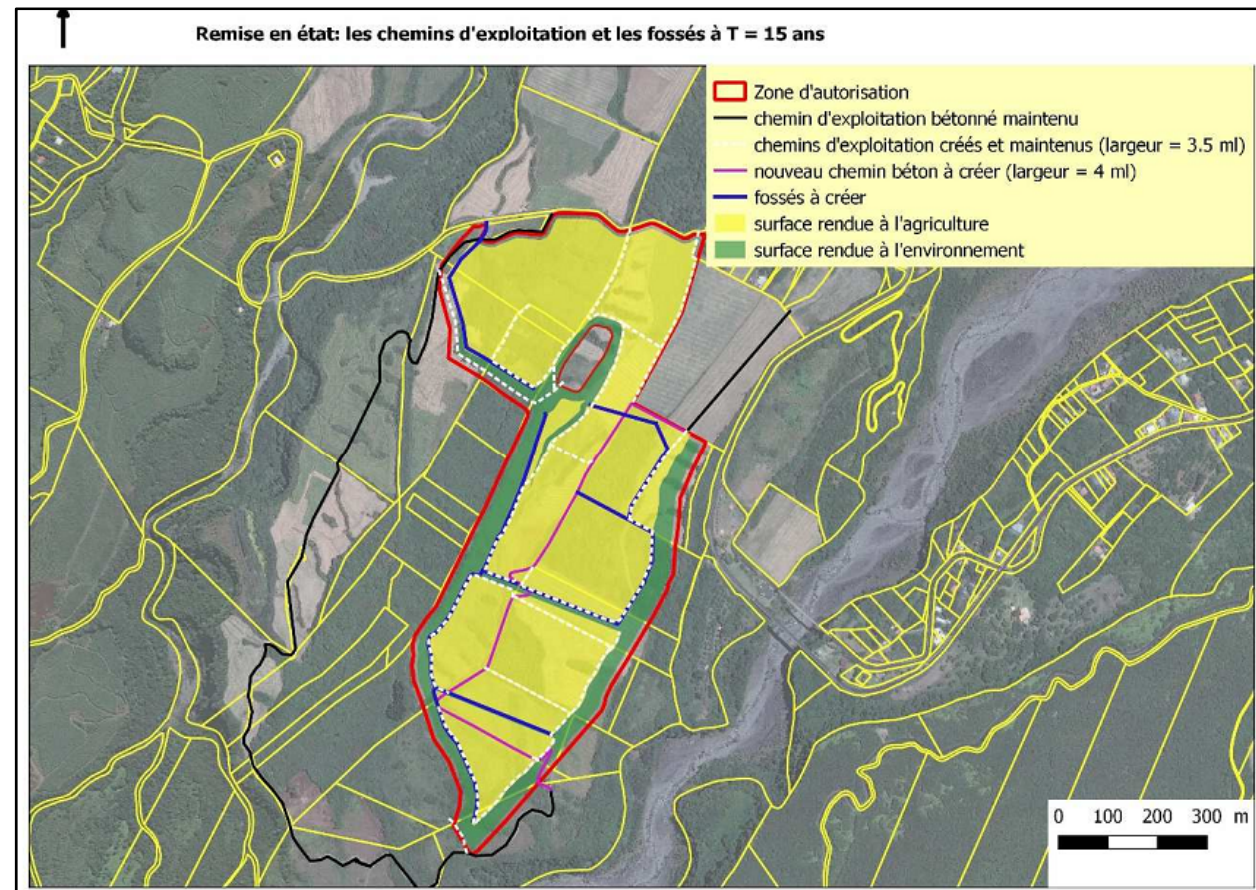 Remise en état: les chemins d'exploitation et les fossés à T = 15 ans
Zone d'autorisation
chemin d'exploitation bétonné maintenu
chemins d'exploitation créés et maintenus (largeur = 3.5 ml)
nouveau chemin béton à créer (largeur = 4 ml)
fossés à créer
surface rendue à l'agriculture
surface rendue à l'environnement
0 100 200 300 m